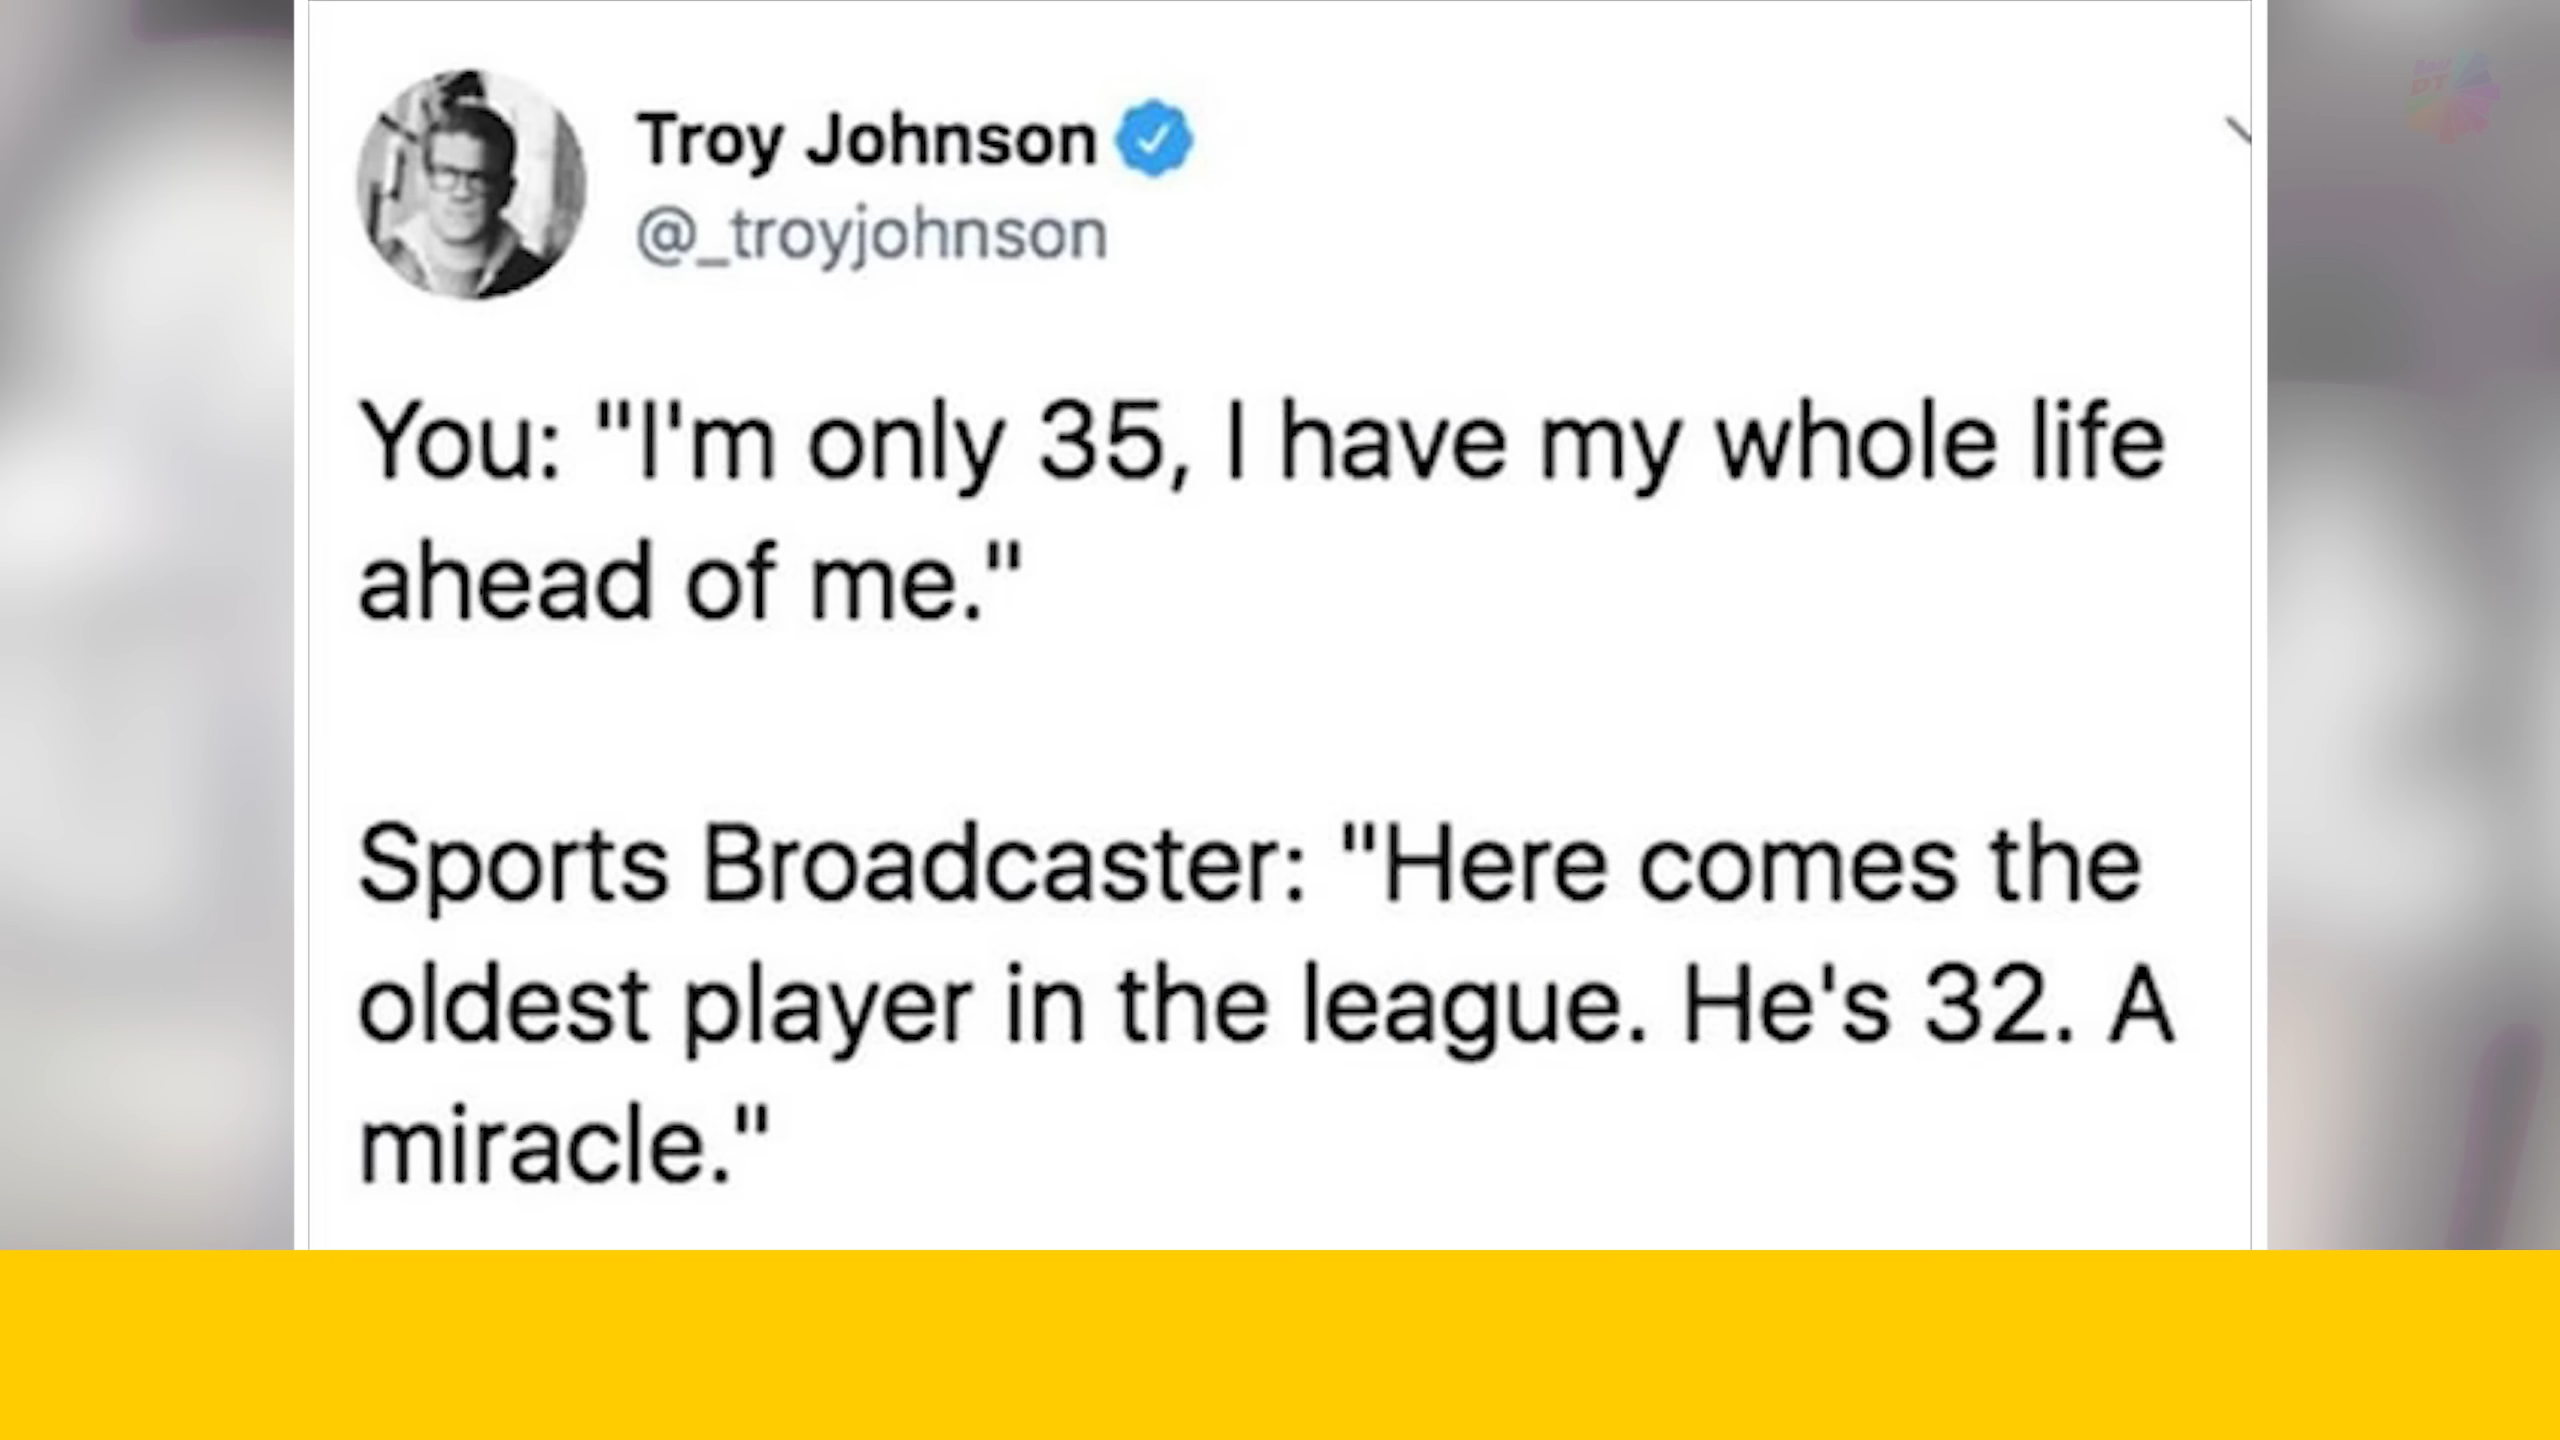 Troy Johnson
@_troyjohnson
You: "I'm only 35, I have my whole life
ahead of me."
Sports Broadcaster: "Here comes the
oldest player in the league. He's 32. A
miracle."